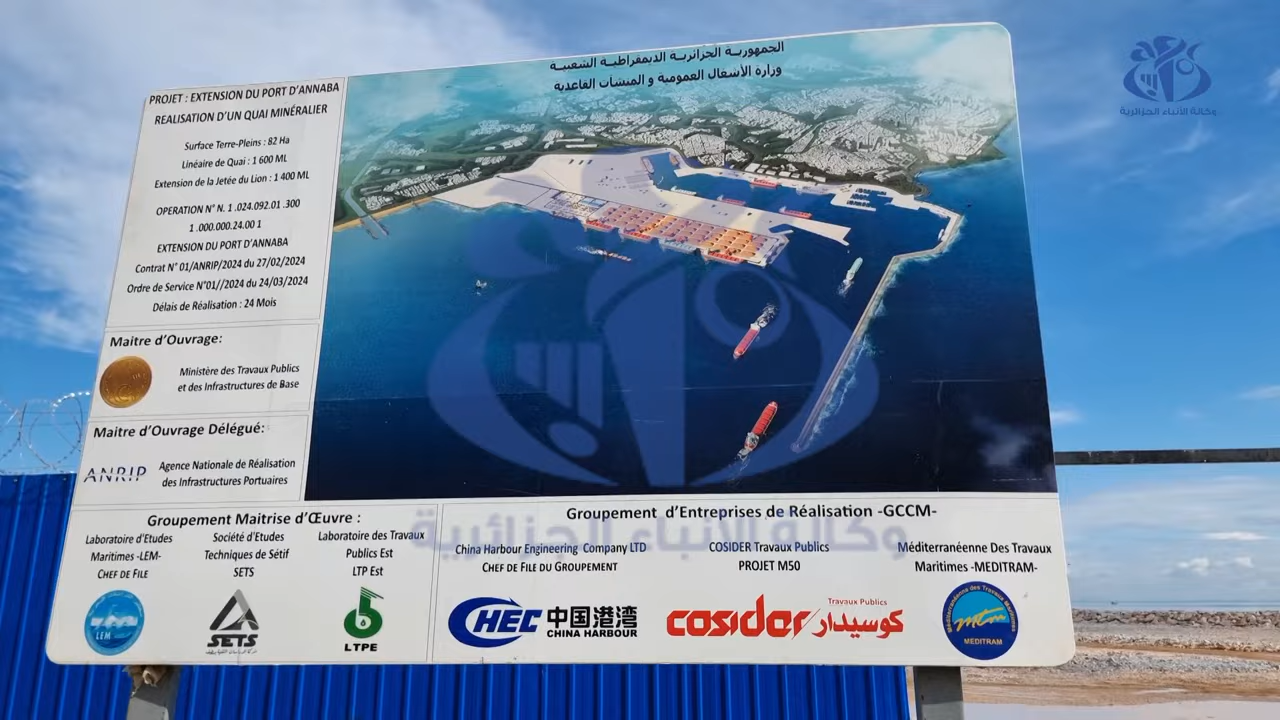 الجمهورية الجزائرية الديمقراطية الشعبية
وزارة الأشغال العمومية و المنشآت القاعدية
وكالة الأنباء الجزائرية
PROJET : EXTENSION DU PORT D'ANNABA
REALISATION D'UN QUAI MINÉRALIER
Surface Terre-Pleins : 82 Ha
Linéaire de Quai : 1 600 ML
Extension de la Jetée du Lion : 1 400 ML
OPERATION N° N. 1 .024.092.01 .300
1 .000.000.24.00 1
EXTENSION DU PORT D'ANNABA
Contrat N° 01/ANRIP/2024 du 27/02/2024
Ordre de Service N°01//2024 du 24/03/2024
Délais de Réalisation : 24 Mois
Maitre d'Ouvrage:
Ministère des Travaux Publics
et des Infrastructures de Base
Maitre d'Ouvrage Délégué:
ANRIP
Agence Nationale de Réalisation
des Infrastructures Portuaires
Groupement Maitrise d'Œuvre :
Laboratoire d'Etudes
Maritimes -LEM-
CHEF DE FILE
LEM
Société d'Etudes
Techniques de Sétif
SETS
SETS
Laboratoire des Travaux
Publics Est
LTP Est
LTPE
Groupement d'Entreprises de Réalisation -GCCM-
وكالة الأنباء الجزائرية
China Harbour Engineering Company LTD
CHEF DE FILE DU GROUPEMENT
CHEC 中国港湾
CHINA HARBOUR
COSIDER Travaux Publics
PROJET M50
Travaux Publics
cosider كوسيدار
Méditerranéenne Des Travaux
Maritimes -MEDITRAM-
Méditerranéenne des Travaux Maritimes
mtm
MEDITRAM